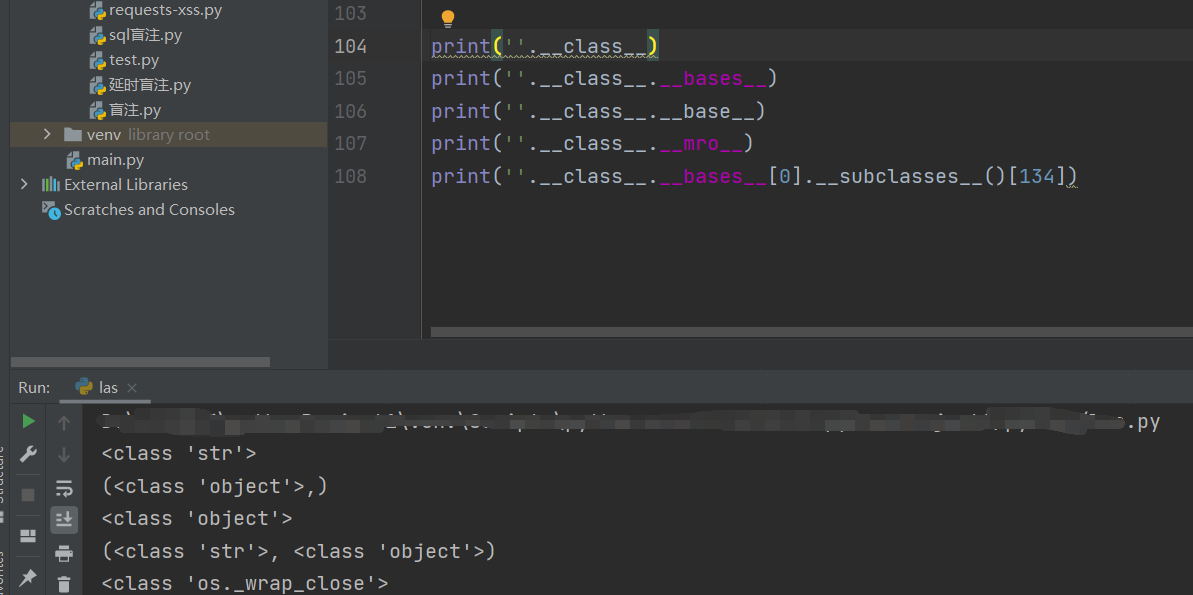 requests-xss.py
sql盲注.py
test.py
延时盲注.py
盲注.py
venv library root
main.py
External Libraries
Scratches and Consoles
103
104 print(''.__class__)
105 print(''.__class__.__bases__)
106 print(''.__class__.__base__)
107 print(''.__class__.__mro__)
108 print(''.__class__.__bases__[0].__subclasses__()[134])
Run: las
.py
<class 'str'>
(<class 'object'>,)
<class 'object'>
(<class 'str'>, <class 'object'>)
<class 'os._wrap_close'>